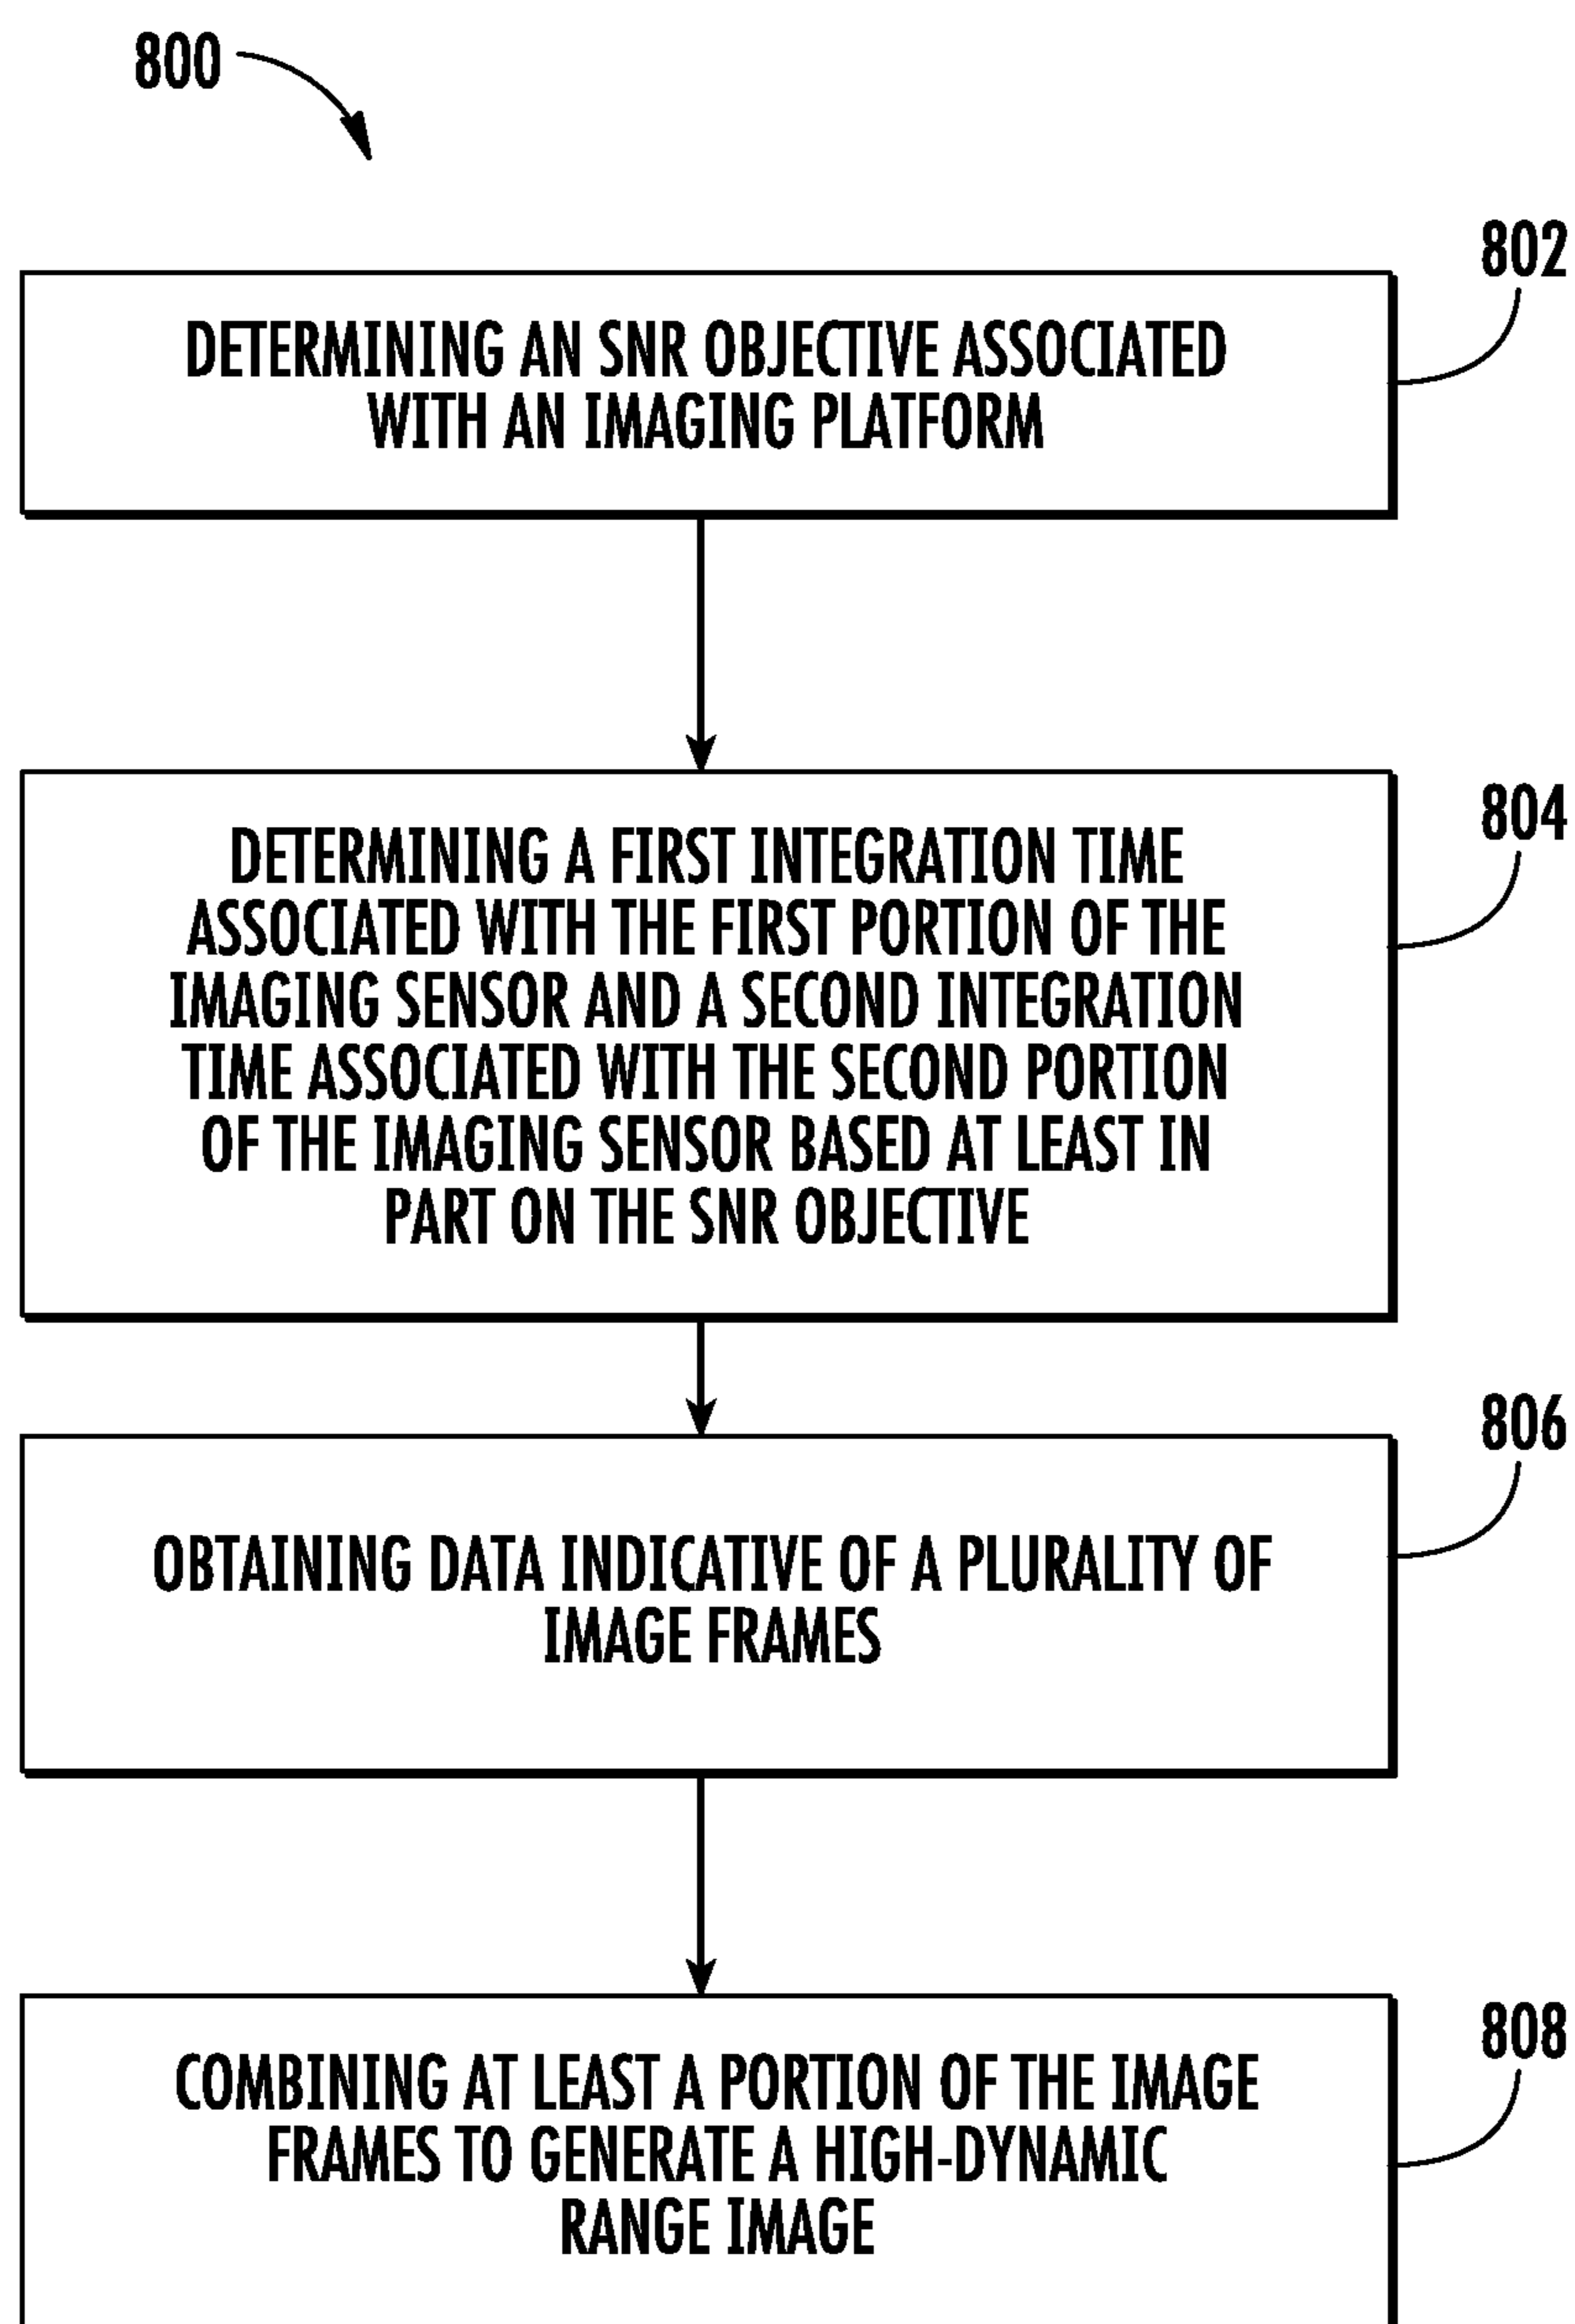 800
802
DETERMINING AN SNR OBJECTIVE ASSOCIATED
WITH AN IMAGING PLATFORM
804
DETERMINING A FIRST INTEGRATION TIME
ASSOCIATED WITH THE FIRST PORTION OF THE
IMAGING SENSOR AND A SECOND INTEGRATION
TIME ASSOCIATED WITH THE SECOND PORTION
OF THE IMAGING SENSOR BASED AT LEAST IN
PART ON THE SNR OBJECTIVE
806
OBTAINING DATA INDICATIVE OF A PLURALITY OF
IMAGE FRAMES
808
COMBINING AT LEAST A PORTION OF THE IMAGE
FRAMES TO GENERATE A HIGH-DYNAMIC
RANGE IMAGE